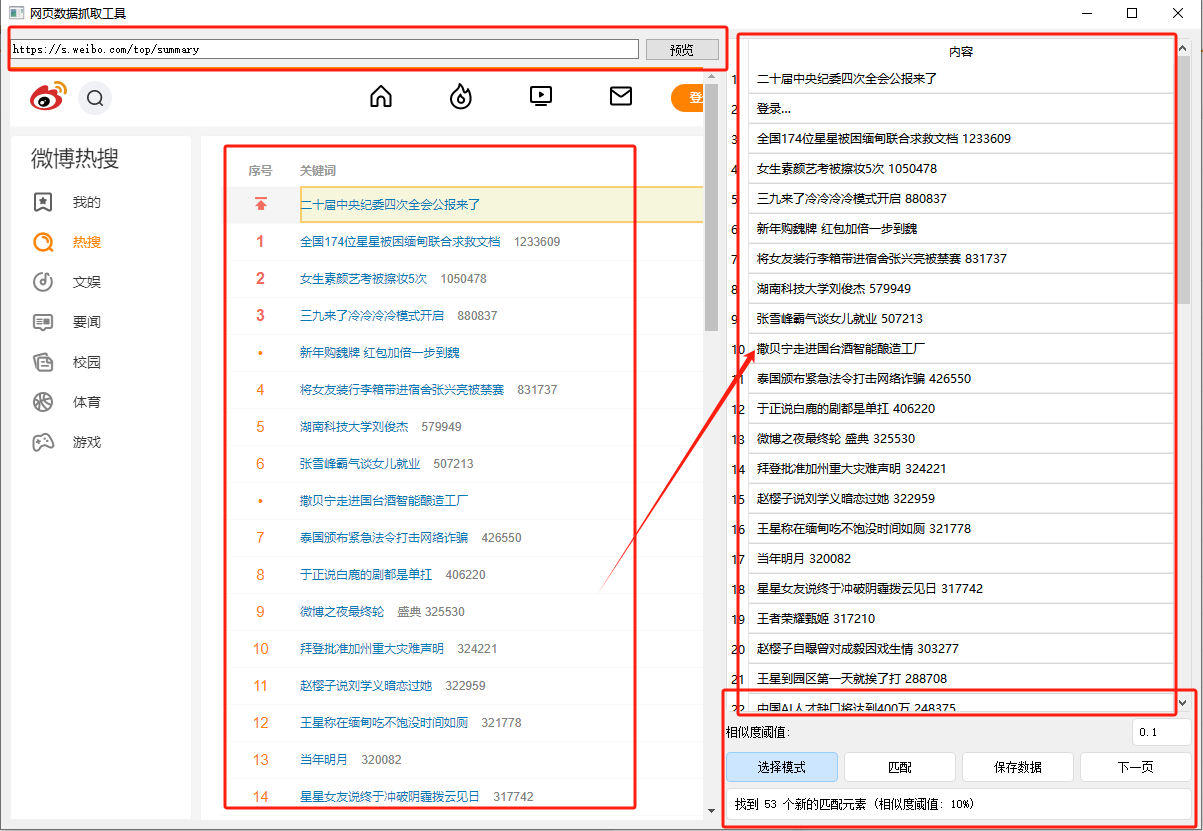 网页数据抓取工具
https://s.weibo.com/top/summary
预览
登
微博热搜
我的
热搜
文娱
要闻
校园
体育
游戏
序号 关键词
二十届中央纪委四次全会公报来了
1 全国174位星星被困缅甸联合求救文档 1233609
2 女生素颜艺考被擦妆5次 1050478
3 三九来了冷冷冷冷模式开启 880837
• 新年购魏牌 红包加倍一步到魏
4 将女友装行李箱带进宿舍张兴亮被禁赛 831737
5 湖南科技大学刘俊杰 579949
6 张雪峰霸气谈女儿就业 507213
• 撒贝宁走进国台酒智能酿造工厂
7 泰国颁布紧急法令打击网络诈骗 426550
8 于正说白鹿的剧都是单扛 406220
9 微博之夜最终轮 盛典 325530
10 拜登批准加州重大灾难声明 324221
11 赵樱子说刘学义暗恋过她 322959
12 王星称在缅甸吃不饱没时间如厕 321778
13 当年明月 320082
14 星星女友说终于冲破阴霾拨云见日 317742
内容
1 二十届中央纪委四次全会公报来了
2 登录...
3 全国174位星星被困缅甸联合求救文档 1233609
4 女生素颜艺考被擦妆5次 1050478
5 三九来了冷冷冷冷模式开启 880837
6 新年购魏牌 红包加倍一步到魏
7 将女友装行李箱带进宿舍张兴亮被禁赛 831737
8 湖南科技大学刘俊杰 579949
9 张雪峰霸气谈女儿就业 507213
10 撒贝宁走进国台酒智能酿造工厂
11 泰国颁布紧急法令打击网络诈骗 426550
12 于正说白鹿的剧都是单扛 406220
13 微博之夜最终轮 盛典 325530
14 拜登批准加州重大灾难声明 324221
15 赵樱子说刘学义暗恋过她 322959
16 王星称在缅甸吃不饱没时间如厕 321778
17 当年明月 320082
18 星星女友说终于冲破阴霾拨云见日 317742
19 王者荣耀甄姬 317210
20 赵樱子自曝曾对成毅因戏生情 303277
21 王星到园区第一天就挨了打 288708
22 中国AI人才缺口将达到400万 248375
相似度阈值: 0.1
选择模式 匹配 保存数据 下一页
找到 53 个新的匹配元素 (相似度阈值: 10%)